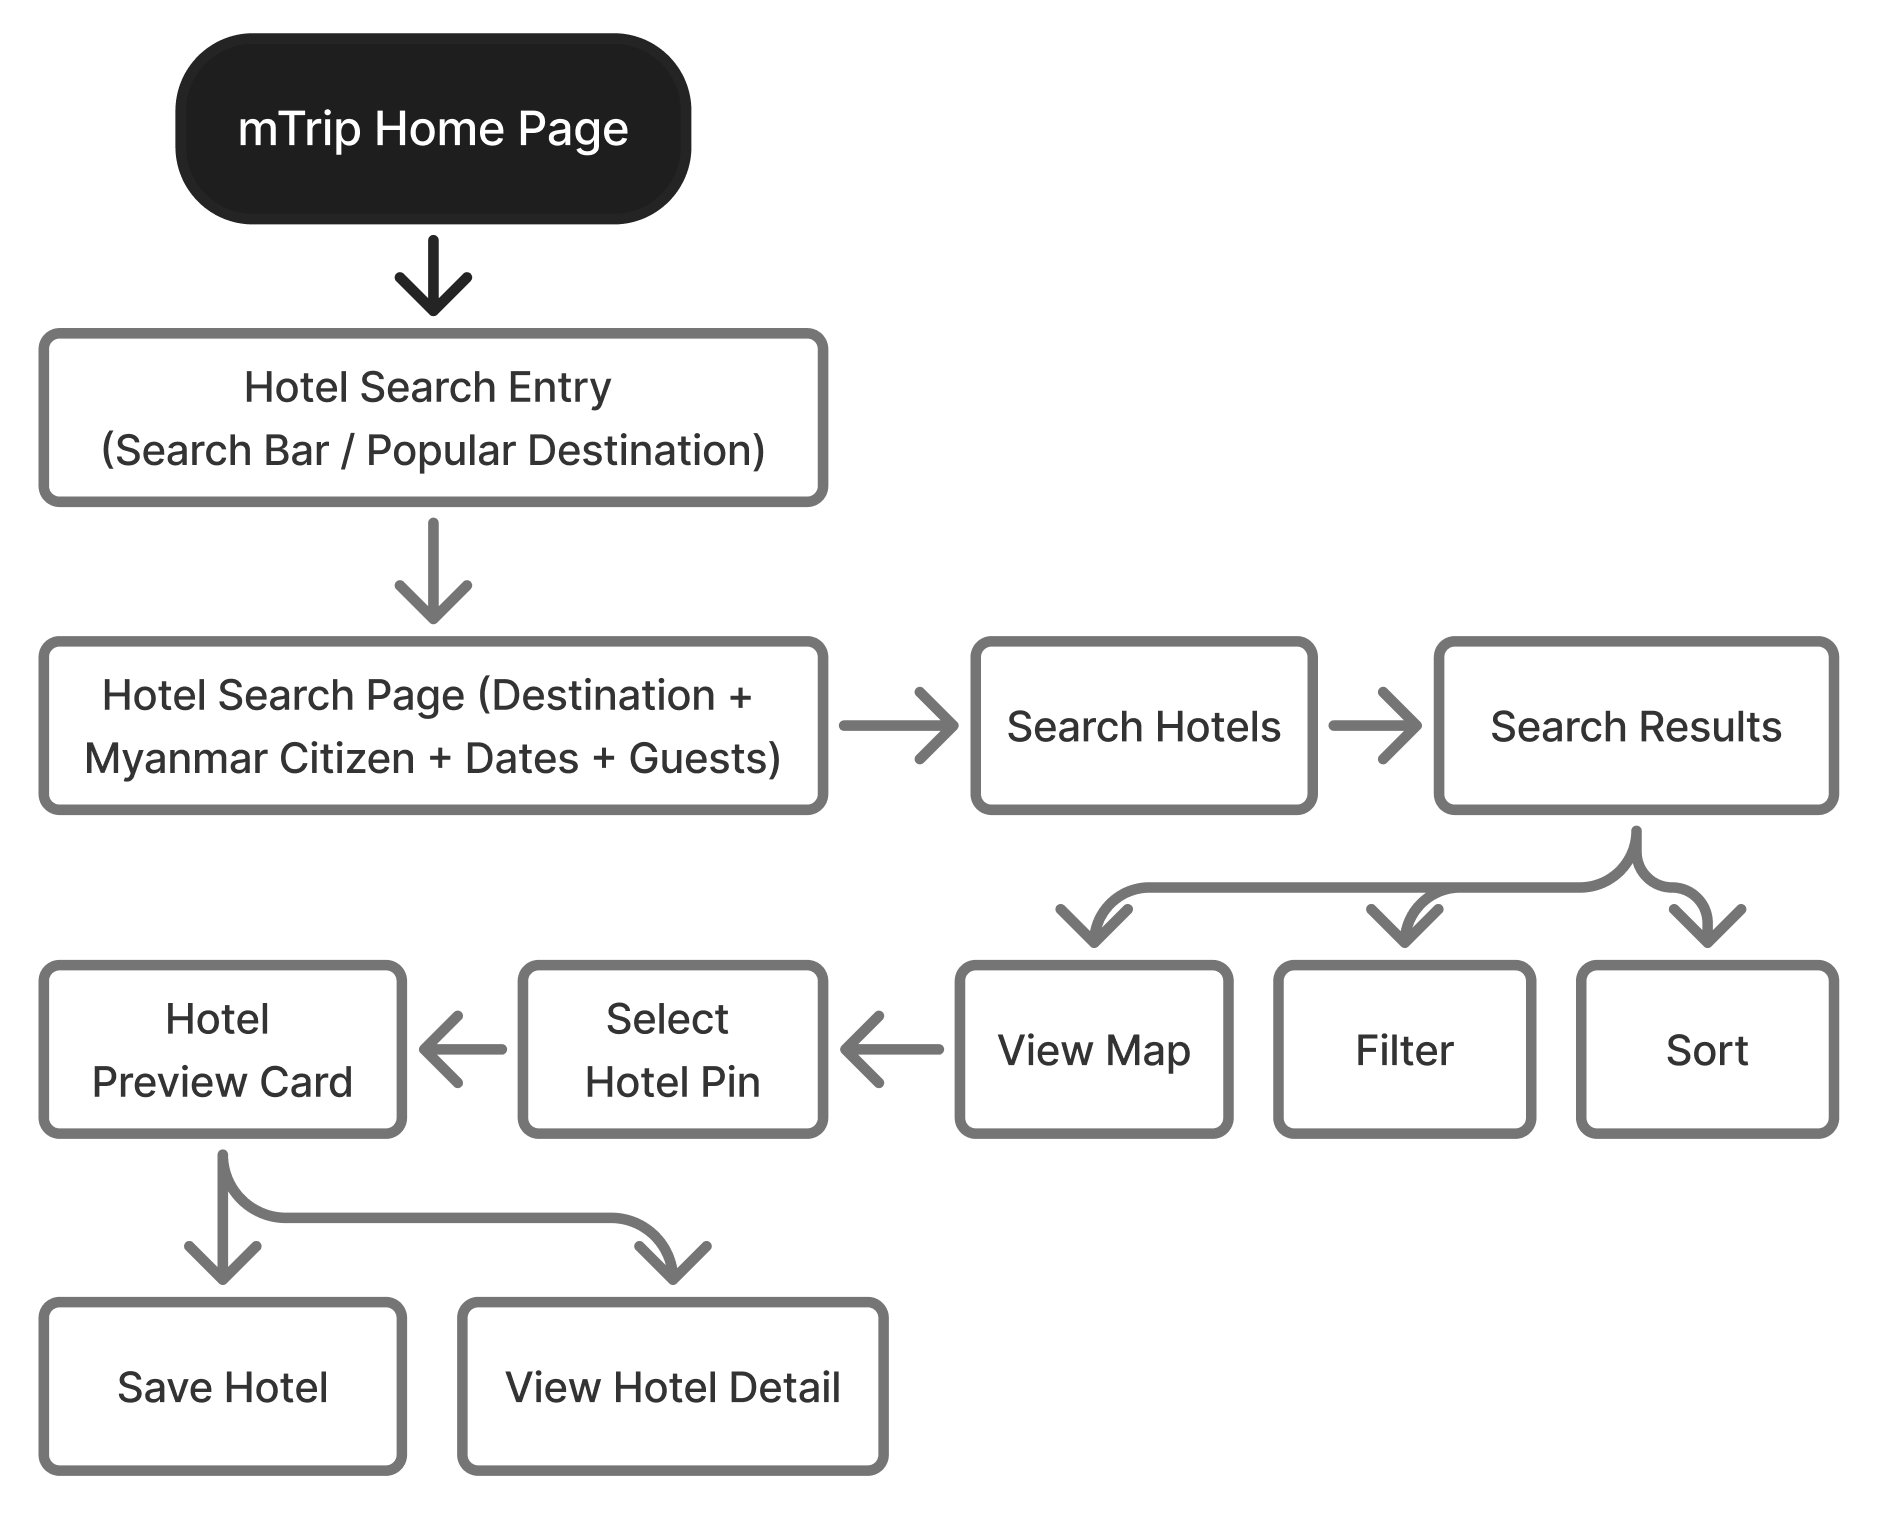 mTrip Home Page
Hotel Search Entry
(Search Bar / Popular Destination)
Hotel Search Page (Destination +
Myanmar Citizen + Dates + Guests)
Search Hotels
Search Results
View Map
Filter
Sort
Select
Hotel Pin
Hotel
Preview Card
Save Hotel
View Hotel Detail